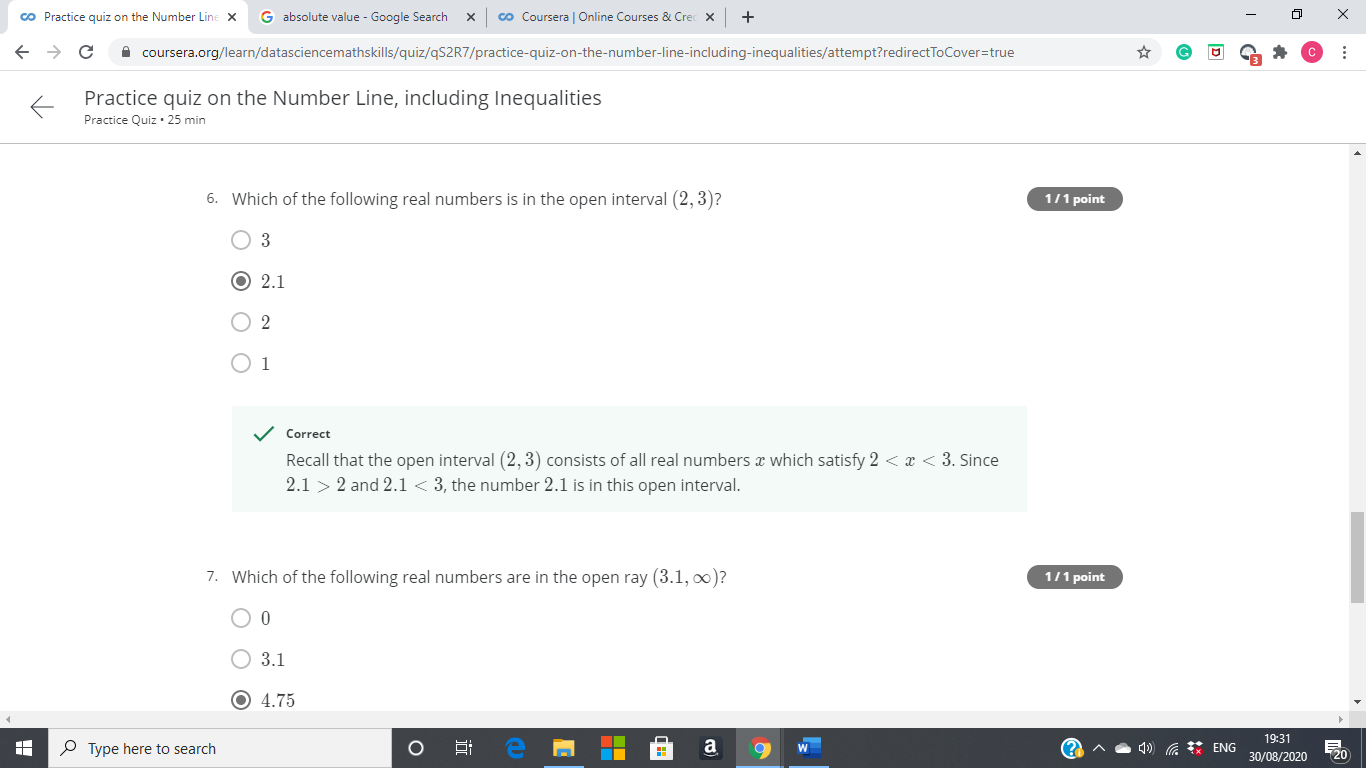 Practice quiz on the Number Line
absolute value - Google Search
Coursera | Online Courses & Cred
coursera.org/learn/datasciencemathskills/quiz/qS2R7/practice-quiz-on-the-number-line-including-inequalities/attempt?redirectToCover=true
G
3
C
Practice quiz on the Number Line, including Inequalities
Practice Quiz • 25 min
6. Which of the following real numbers is in the open interval (2, 3)?
1 / 1 point
3
2.1
2
1
Correct
Recall that the open interval (2, 3) consists of all real numbers x which satisfy 2 < x < 3. Since
2.1 > 2 and 2.1 < 3, the number 2.1 is in this open interval.
7. Which of the following real numbers are in the open ray (3.1, ∞)?
1 / 1 point
0
3.1
4.75
Type here to search
ENG
19:31
30/08/2020
20